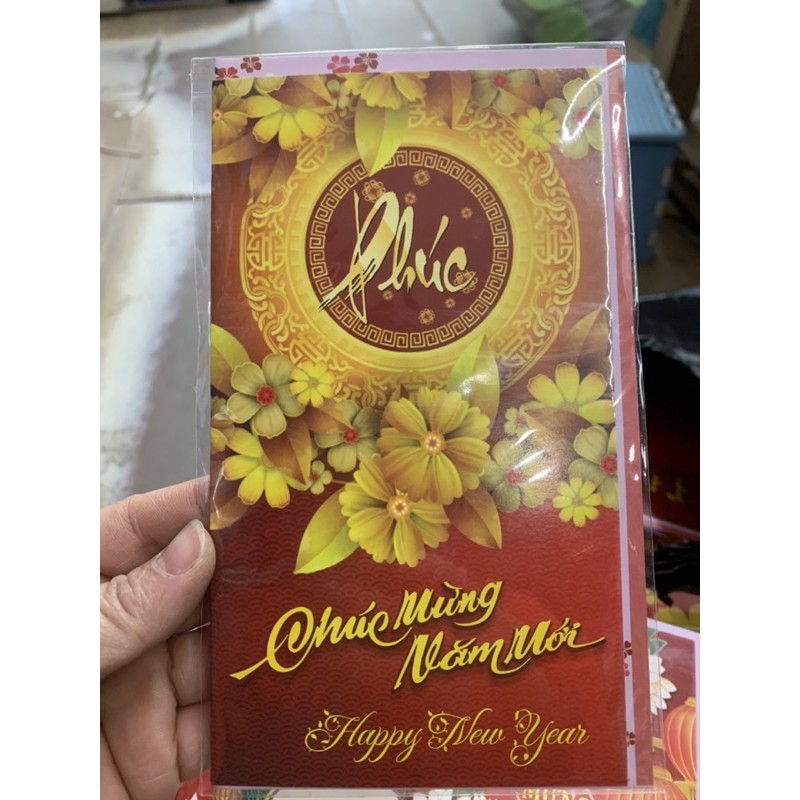 Phúc
Chúc Mừng
Năm Mới
Happy New Year